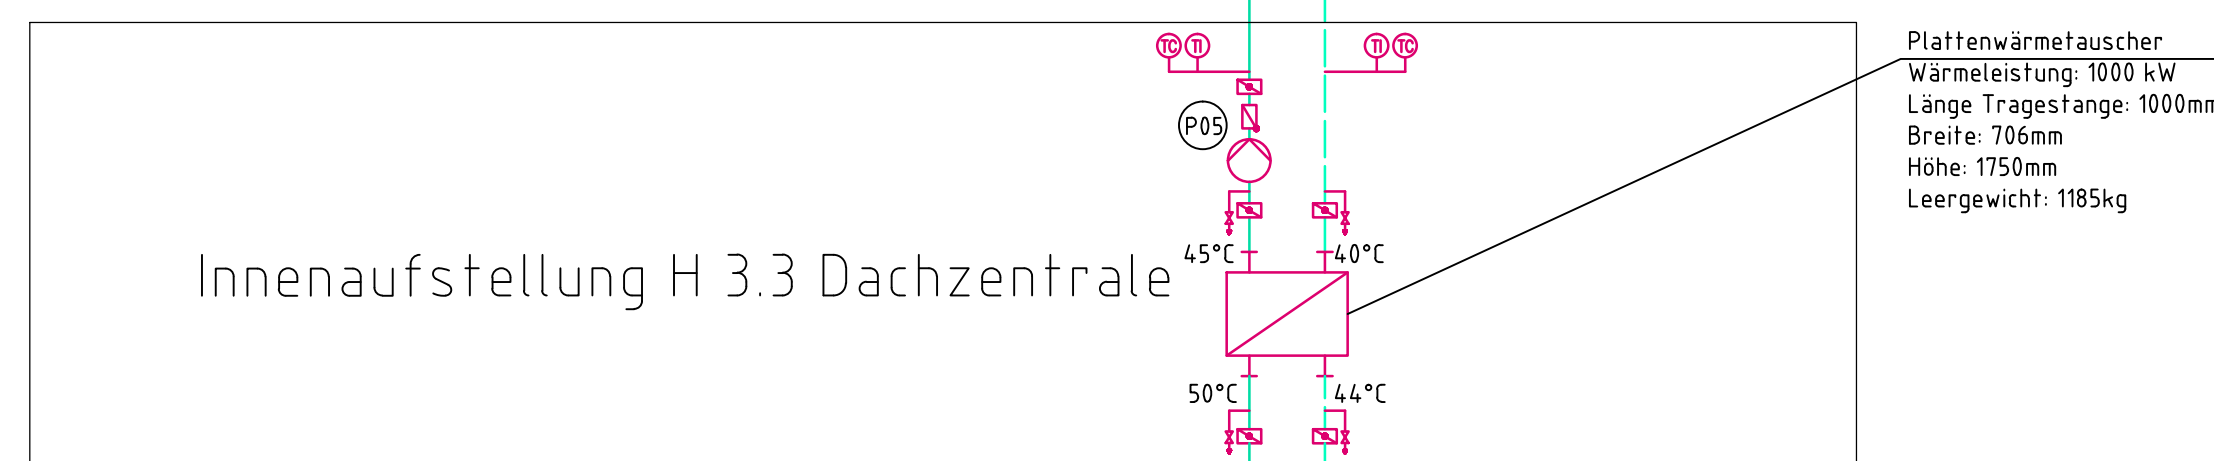 TC TI TI TC
Plattenwärmetauscher
Wärmeleistung: 1000 kW
Länge Tragestange: 1000mm
Breite: 706mm
Höhe: 1750mm
Leergewicht: 1185kg
P05
45°C 40°C
Innenaufstellung H 3.3 Dachzentrale
50°C 44°C